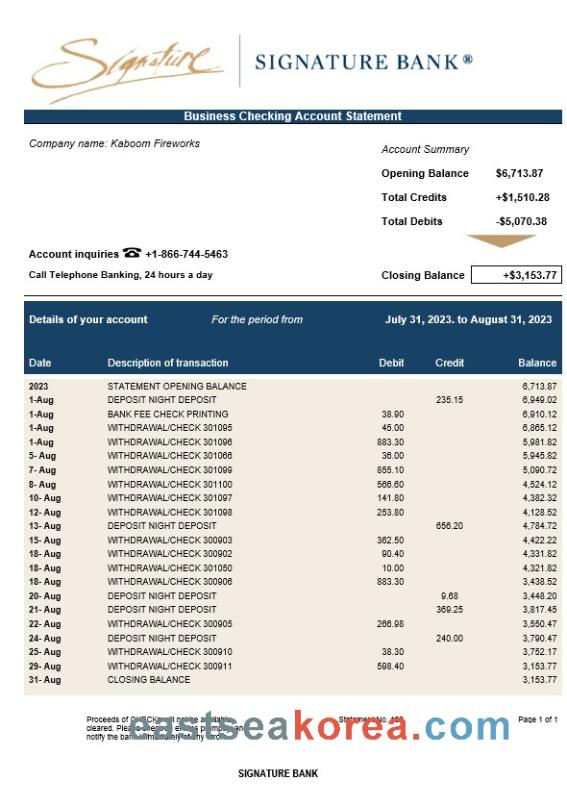 Signature
SIGNATURE BANK®
Business Checking Account Statement
Company name: Kaboom Fireworks
Account Summary
Opening Balance $6,713.87
Total Credits +$1,510.28
Total Debits -$5,070.38
Account inquiries ☎ +1-866-744-5463
Call Telephone Banking, 24 hours a day
Closing Balance +$3,153.77
Details of your account For the period from July 31, 2023. to August 31, 2023
Date Description of transaction Debit Credit Balance
2023 STATEMENT OPENING BALANCE 6,713.87
1-Aug DEPOSIT NIGHT DEPOSIT 235.15 6,949.02
1-Aug BANK FEE CHECK PRINTING 38.90 6,910.12
1-Aug WITHDRAWAL/CHECK 301095 45.00 6,865.12
1-Aug WITHDRAWAL/CHECK 301096 883.30 5,981.82
5- Aug WITHDRAWAL/CHECK 301066 36.00 5,945.82
7- Aug WITHDRAWAL/CHECK 301099 855.10 5,090.72
8- Aug WITHDRAWAL/CHECK 301100 566.60 4,524.12
10- Aug WITHDRAWAL/CHECK 301097 141.80 4,382.32
12- Aug WITHDRAWAL/CHECK 301098 253.80 4,128.52
13- Aug DEPOSIT NIGHT DEPOSIT 656.20 4,784.72
15- Aug WITHDRAWAL/CHECK 300903 362.50 4,422.22
18- Aug WITHDRAWAL/CHECK 300902 90.40 4,331.82
18- Aug WITHDRAWAL/CHECK 301050 10.00 4,321.82
18- Aug WITHDRAWAL/CHECK 300906 883.30 3,438.52
20- Aug DEPOSIT NIGHT DEPOSIT 9.68 3,448.20
21- Aug DEPOSIT NIGHT DEPOSIT 369.25 3,817.45
22- Aug WITHDRAWAL/CHECK 300905 266.98 3,550.47
24- Aug DEPOSIT NIGHT DEPOSIT 240.00 3,790.47
25- Aug WITHDRAWAL/CHECK 300910 38.30 3,752.17
29- Aug WITHDRAWAL/CHECK 300911 598.40 3,153.77
31- Aug CLOSING BALANCE 3,153.77
Proceeds of will not be Page 1 of 1
cleared.
notify the bank
eastseakorea.com
SIGNATURE BANK